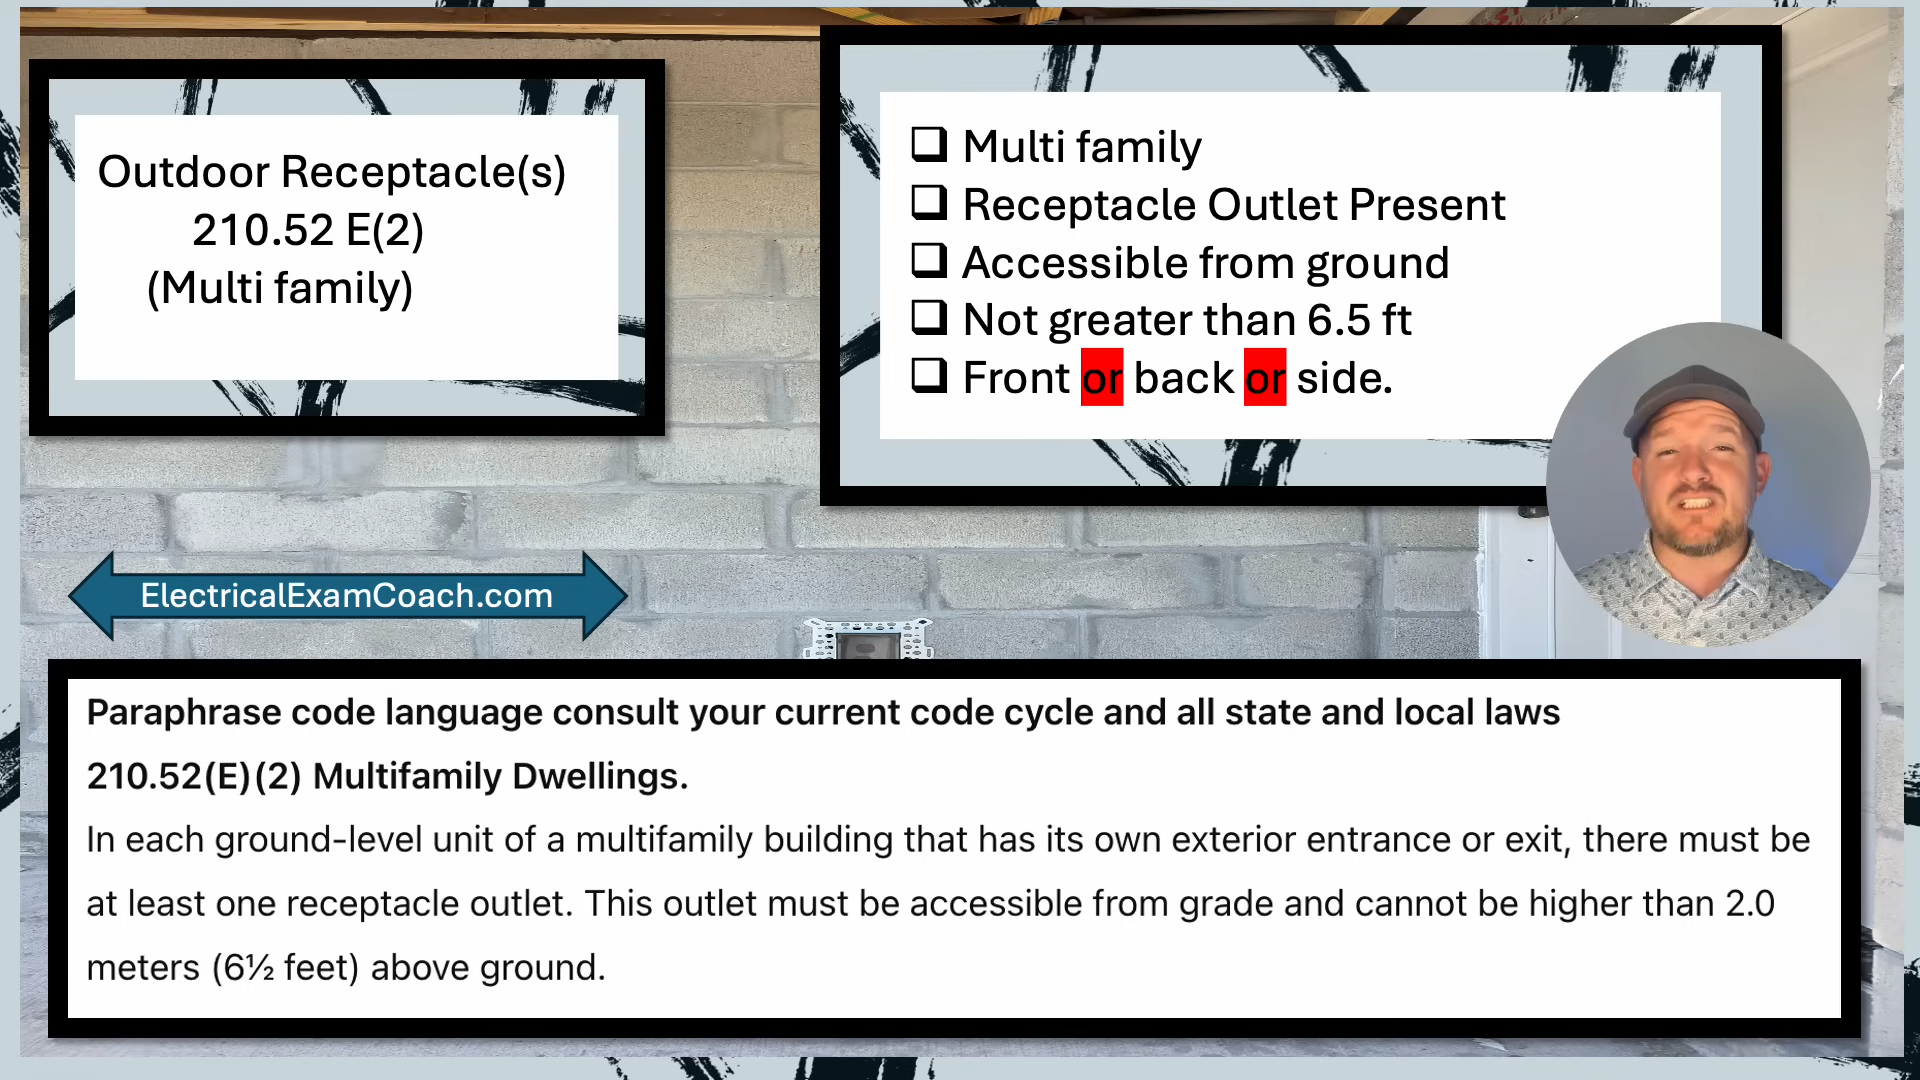 Outdoor Receptacle(s)
210.52 E(2)
(Multi family)
❑ Multi family
❑ Receptacle Outlet Present
❑ Accessible from ground
❑ Not greater than 6.5 ft
❑ Front or back or side.
ElectricalExamCoach.com
Paraphrase code language consult your current code cycle and all state and local laws
210.52(E)(2) Multifamily Dwellings.
In each ground-level unit of a multifamily building that has its own exterior entrance or exit, there must be
at least one receptacle outlet. This outlet must be accessible from grade and cannot be higher than 2.0
meters (6½ feet) above ground.